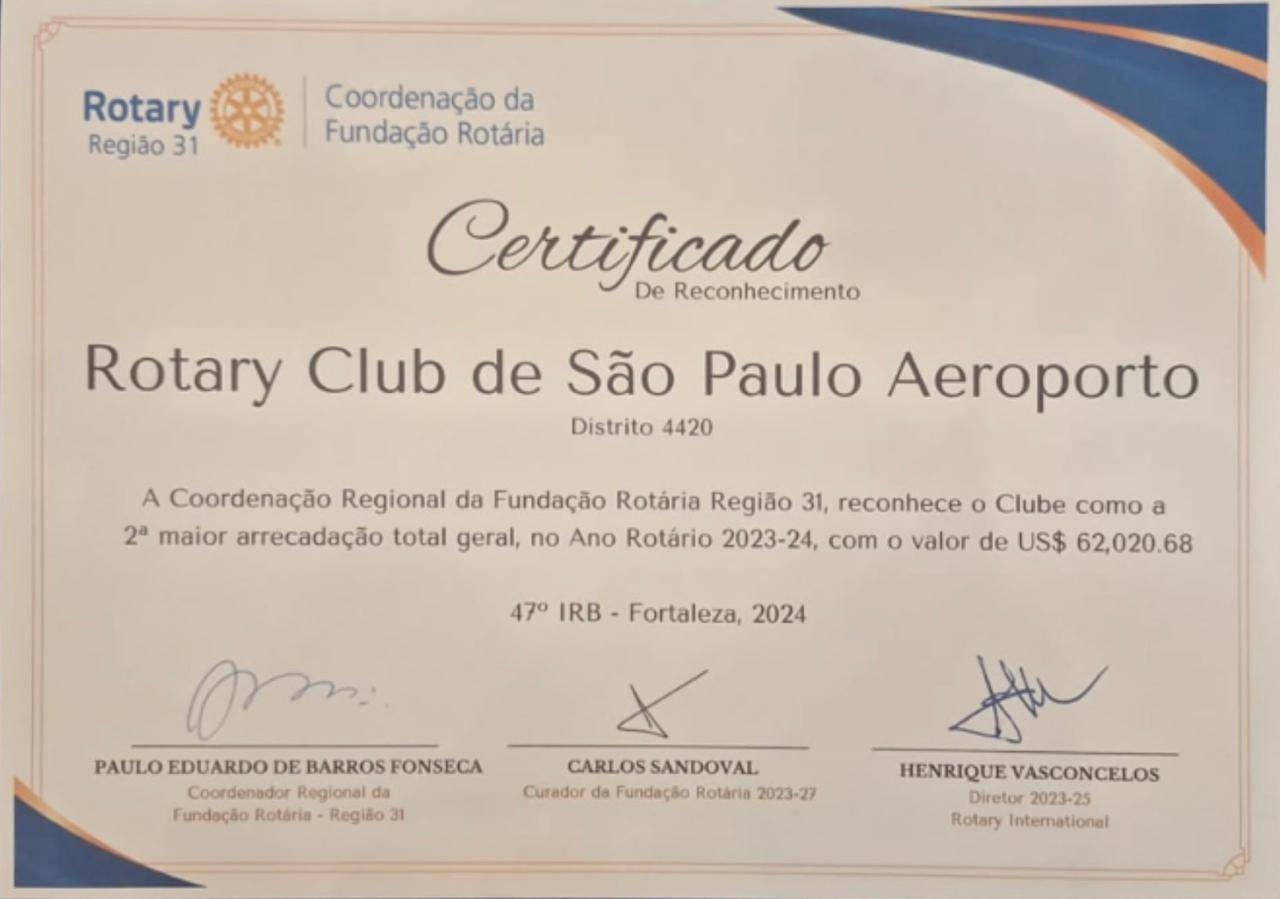 Rotary
Região 31
Coordenação da
Fundação Rotária
Certificado
De Reconhecimento
Rotary Club de São Paulo Aeroporto
Distrito 4420
A Coordenação Regional da Fundação Rotária Região 31, reconhece o Clube como a
2ª maior arrecadação total geral, no Ano Rotário 2023-24, com o valor de US$ 62,020.68
47º IRB - Fortaleza, 2024
PAULO EDUARDO DE BARROS FONSECA
Coordenador Regional da
Fundação Rotária - Região 31
CARLOS SANDOVAL
Curador da Fundação Rotária 2023-27
HENRIQUE VASCONCELOS
Diretor 2023-25
Rotary International